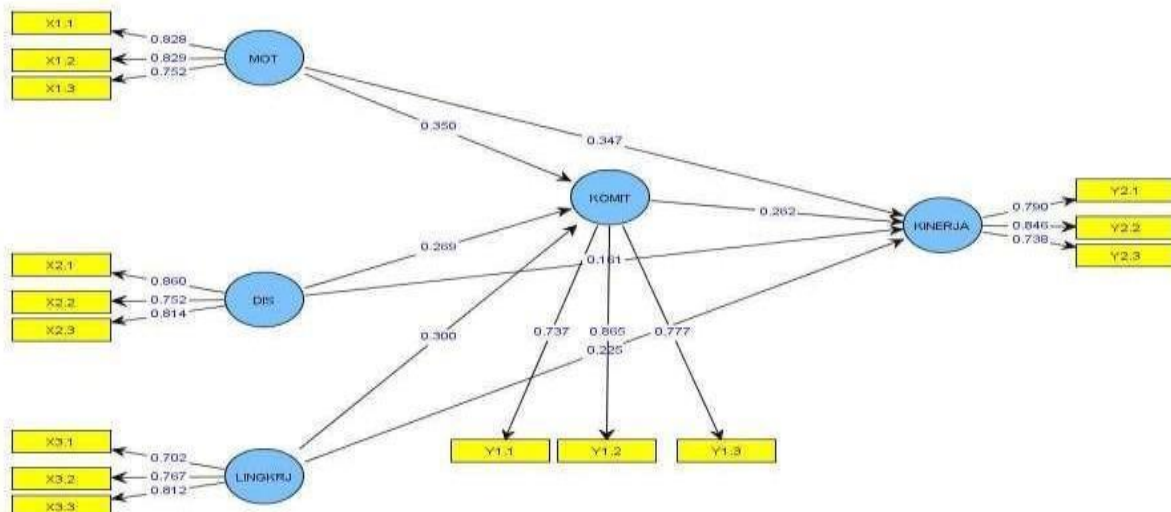 X1.1
0.828
X1.2
0.829
MOT
0.752
X1.3
0.350
0.347
KOMIT
0.262
KINERJA
0.790
Y2.1
0.846
Y2.2
0.738
Y2.3
0.269
0.161
X2.1
0.860
X2.2
0.752
DIS
X2.3
0.814
0.300
0.737
0.865
0.777
0.225
X3.1
0.702
X3.2
0.767
LINGKRJ
X3.3
0.812
Y1.1
Y1.2
Y1.3